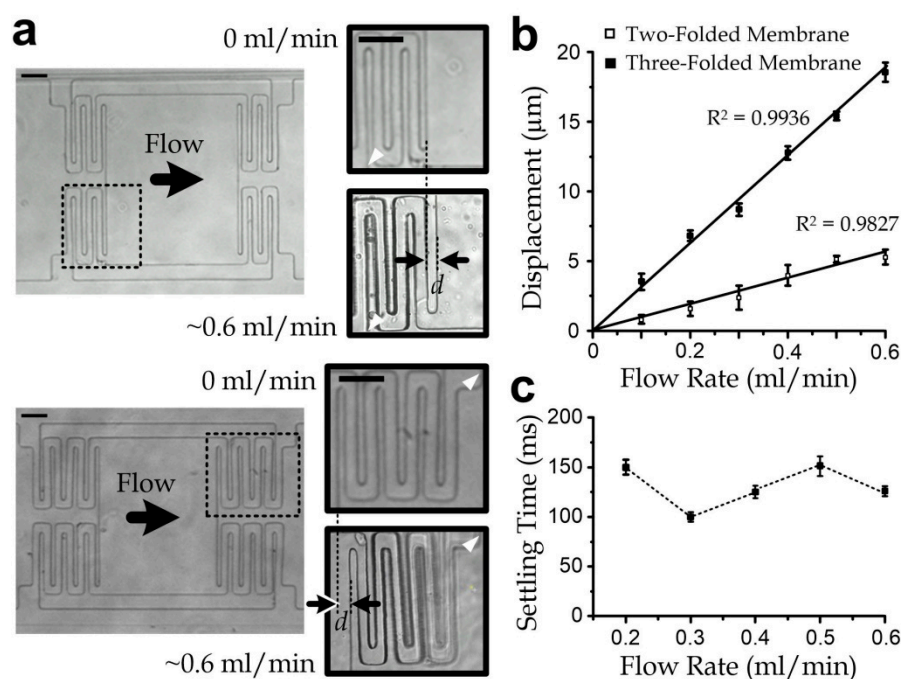 a
0 ml/min
Flow
d
~0.6 ml/min
0 ml/min
Flow
d
~0.6 ml/min
b
Two-Folded Membrane
Three-Folded Membrane
20
15
10
5
0
Displacement (μm)
R² = 0.9936
R² = 0.9827
0 0.1 0.2 0.3 0.4 0.5 0.6
Flow Rate (ml/min)
c
200
150
100
50
0
Settling Time (ms)
0.2 0.3 0.4 0.5 0.6
Flow Rate (ml/min)